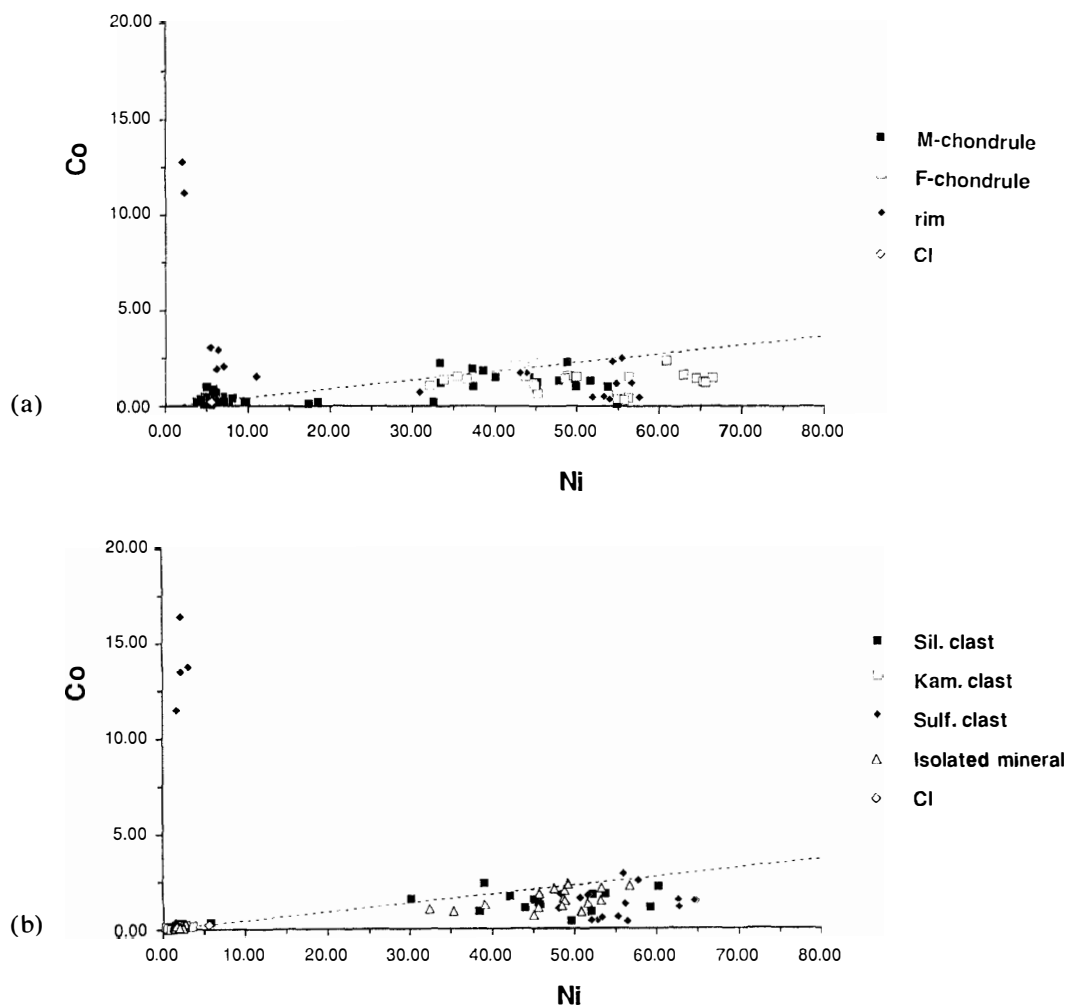 (a)
Co
20.00
15.00
10.00
5.00
0.00
0.00 10.00 20.00 30.00 40.00 50.00 60.00 70.00 80.00
Ni
M-chondrule
F-chondrule
rim
CI
(b)
Co
20.00
15.00
10.00
5.00
0.00
0.00 10.00 20.00 30.00 40.00 50.00 60.00 70.00 80.00
Ni
Sil. clast
Kam. clast
Sulf. clast
Isolated mineral
CI